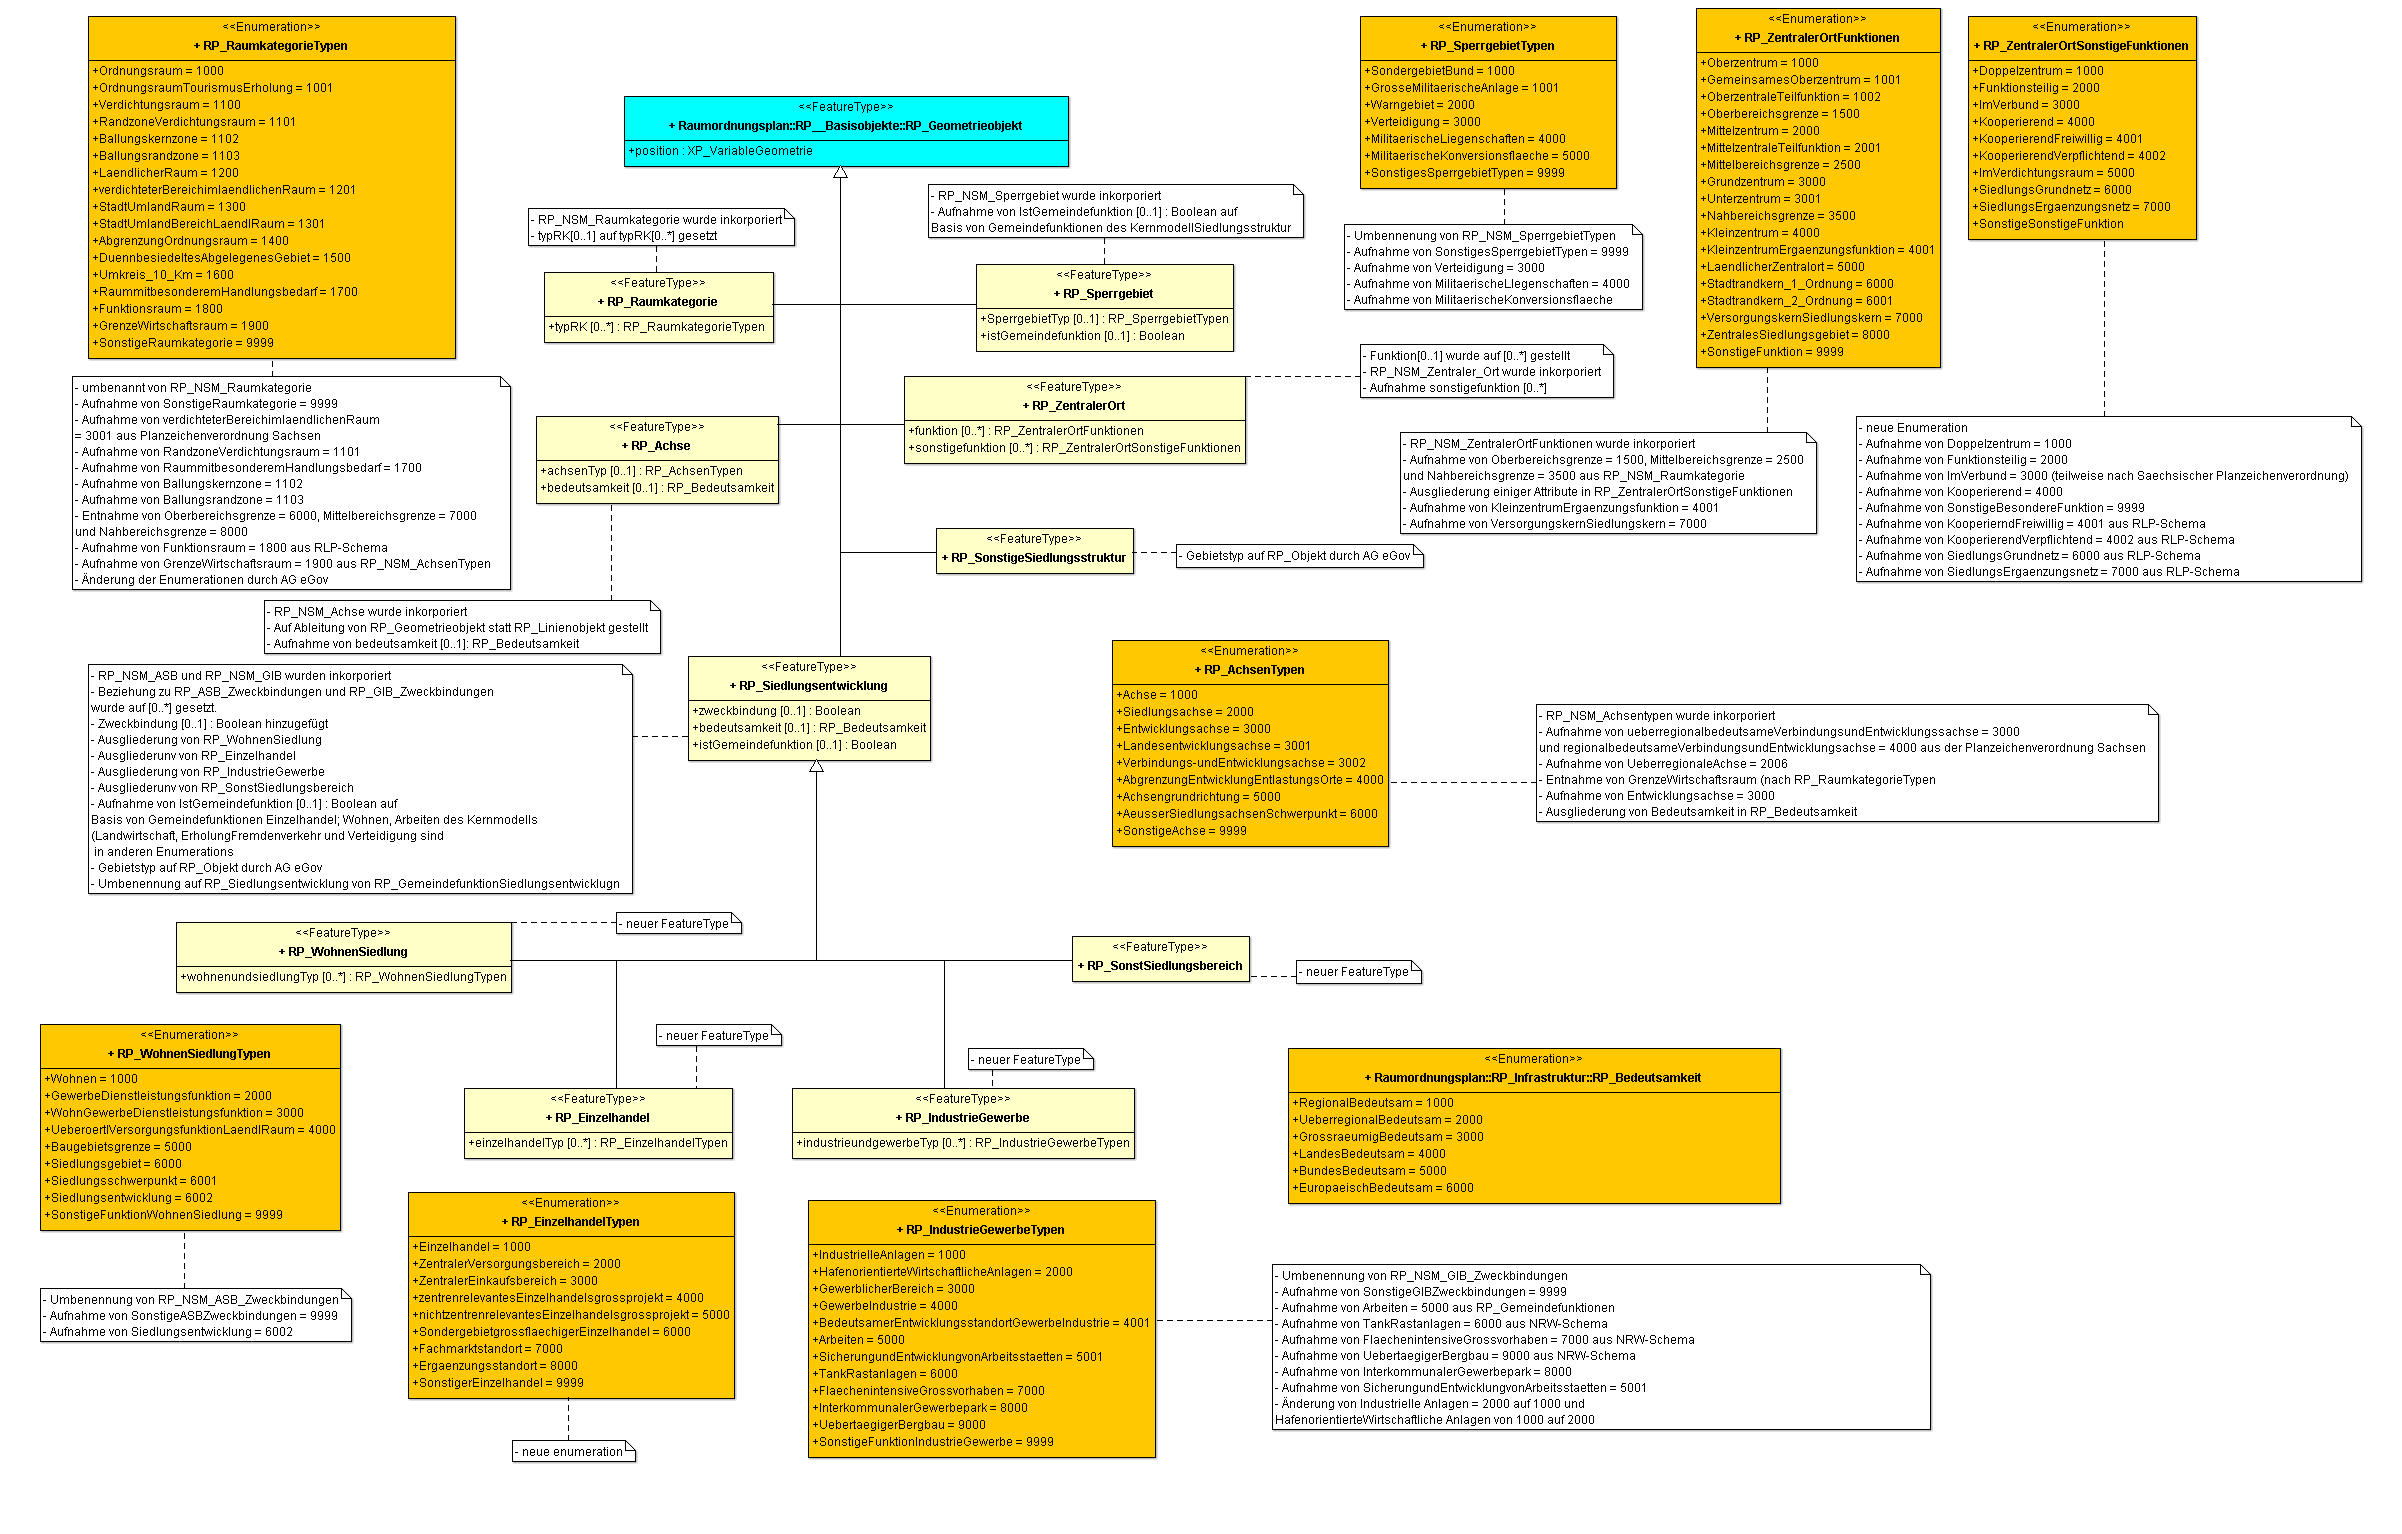 <<Enumeration>>
+ RP_RaumkategorieTypen
+Ordnungsraum = 1000
+OrdnungsraumTourismusErholung = 1001
+Verdichtungsraum = 1100
+RandzoneVerdichtungsraum = 1101
+Ballungskernzone = 1102
+Ballungsrandzone = 1103
+LaendlicherRaum = 1200
+verdichteterBereichimlaendlichenRaum = 1201
+StadtUmlandRaum = 1300
+StadtUmlandBereichLaendlRaum = 1301
+AbgrenzungOrdnungsraum = 1400
+DuennbesiedeltesAbgelegenesGebiet = 1500
+Umkreis_10_Km = 1600
+RaummitbesonderemHandlungsbedarf = 1700
+Funktionsraum = 1800
+GrenzeWirtschaftsraum = 1900
+SonstigeRaumkategorie = 9999
- umbenannt von RP_NSM_Raumkategorie
- Aufnahme von SonstigeRaumkategorie = 9999
- Aufnahme von verdichteterBereichimlaendlichenRaum
= 3001 aus Planzeichenverordnung Sachsen
- Aufnahme von RandzoneVerdichtungsraum = 1101
- Aufnahme von RaummitbesonderemHandlungsbedarf = 1700
- Aufnahme von Ballungskernzone = 1102
- Aufnahme von Ballungsrandzone = 1103
- Entnahme von Oberbereichsgrenze = 6000, Mittelbereichsgrenze = 7000
und Nahbereichsgrenze = 8000
- Aufnahme von Funktionsraum = 1800 aus RLP-Schema
- Aufnahme von GrenzeWirtschaftsraum = 1900 aus RP_NSM_AchsenTypen
- Änderung der Enumerationen durch AG eGov
<<FeatureType>>
+ Raumordnungsplan::RP__Basisobjekte::RP_Geometrieobjekt
+position : XP_VariableGeometrie
- RP_NSM_Raumkategorie wurde inkorporiert
- typRK[0..1] auf typRK[0..*] gesetzt
<<FeatureType>>
+ RP_Raumkategorie
+typRK [0..*] : RP_RaumkategorieTypen
- RP_NSM_Sperrgebiet wurde inkorporiert
- Aufnahme von IstGemeindefunktion [0..1] : Boolean auf
Basis von Gemeindefunktionen des KernmodellSiedlungsstruktur
<<FeatureType>>
+ RP_Sperrgebiet
+SperrgebietTyp [0..1] : RP_SperrgebietTypen
+istGemeindefunktion [0..1] : Boolean
<<Enumeration>>
+ RP_SperrgebietTypen
+SondergebietBund = 1000
+GrosseMilitaerischeAnlage = 1001
+Warngebiet = 2000
+Verteidigung = 3000
+MilitaerischeLiegenschaften = 4000
+MilitaerischeKonversionsflaeche = 5000
+SonstigesSperrgebietTypen = 9999
- Umbennenung von RP_NSM_SperrgebietTypen
- Aufnahme von SonstigesSperrgebietTypen = 9999
- Aufnahme von Verteidigung = 3000
- Aufnahme von MilitaerischeLIegenschaften = 4000
- Aufnahme von MilitaerischeKonversionsflaeche
<<Enumeration>>
+ RP_ZentralerOrtFunktionen
+Oberzentrum = 1000
+GemeinsamesOberzentrum = 1001
+OberzentraleTeilfunktion = 1002
+Oberbereichsgrenze = 1500
+Mittelzentrum = 2000
+MittelzentraleTeilfunktion = 2001
+Mittelbereichsgrenze = 2500
+Grundzentrum = 3000
+Unterzentrum = 3001
+Nahbereichsgrenze = 3500
+Kleinzentrum = 4000
+KleinzentrumErgaenzungsfunktion = 4001
+LaendlicherZentralort = 5000
+Stadtrandkern_1_Ordnung = 6000
+Stadtrandkern_2_Ordnung = 6001
+VersorgungskernSiedlungskern = 7000
+ZentralesSiedlungsgebiet = 8000
+SonstigeFunktion = 9999
<<Enumeration>>
+ RP_ZentralerOrtSonstigeFunktionen
+Doppelzentrum = 1000
+Funktionsteilig = 2000
+ImVerbund = 3000
+Kooperierend = 4000
+KooperierendFreiwillig = 4001
+KooperierendVerpflichtend = 4002
+ImVerdichtungsraum = 5000
+SiedlungsGrundnetz = 6000
+SiedlungsErgaenzungsnetz = 7000
+SonstigeSonstigeFunktion
<<FeatureType>>
+ RP_ZentralerOrt
+funktion [0..*] : RP_ZentralerOrtFunktionen
+sonstigefunktion [0..*] : RP_ZentralerOrtSonstigeFunktionen
- Funktion[0..1] wurde auf [0..*] gestellt
- RP_NSM_Zentraler_Ort wurde inkorporiert
- Aufnahme sonstigefunktion [0..*]
<<FeatureType>>
+ RP_Achse
+achsenTyp [0..1] : RP_AchsenTypen
+bedeutsamkeit [0..1] : RP_Bedeutsamkeit
- RP_NSM_ZentralerOrtFunktionen wurde inkorporiert
- Aufnahme von Oberbereichsgrenze = 1500, Mittelbereichsgrenze = 2500
und Nahbereichsgrenze = 3500 aus RP_NSM_Raumkategorie
- Ausgliederung einiger Attribute in RP_ZentralerOrtSonstigeFunktionen
- Aufnahme von KleinzentrumErgaenzungsfunktion = 4001
- Aufnahme von VersorgungskernSiedlungskern = 7000
- neue Enumeration
- Aufnahme von Doppelzentrum = 1000
- Aufnahme von Funktionsteilig = 2000
- Aufnahme von ImVerbund = 3000 (teilweise nach Saechsischer Planzeichenverordnung)
- Aufnahme von Kooperierend = 4000
- Aufnahme von SonstigeBesondereFunktion = 9999
- Aufnahme von KooperierndFreiwillig = 4001 aus RLP-Schema
- Aufnahme von KooperierendVerpflichtend = 4002 aus RLP-Schema
- Aufnahme von SiedlungsGrundnetz = 6000 aus RLP-Schema
- Aufnahme von SiedlungsErgaenzungsnetz = 7000 aus RLP-Schema
<<FeatureType>>
+ RP_SonstigeSiedlungsstruktur
- Gebietstyp auf RP_Objekt durch AG eGov
- RP_NSM_Achse wurde inkorporiert
- Auf Ableitung von RP_Geometrieobjekt statt RP_Linienobjekt gestellt
- Aufnahme von bedeutsamkeit [0..1]: RP_Bedeutsamkeit
- RP_NSM_ASB und RP_NSM_GIB wurden inkorporiert
- Beziehung zu RP_ASB_Zweckbindungen und RP_GIB_Zweckbindungen
wurde auf [0..*] gesetzt.
- Zweckbindung [0..1] : Boolean hinzugefügt
- Ausgliederung von RP_WohnenSiedlung
- Ausgliederunv von RP_Einzelhandel
- Ausgliederung von RP_IndustrieGewerbe
- Ausgliederunv von RP_SonstSiedlungsbereich
- Aufnahme von IstGemeindefunktion [0..1] : Boolean auf
Basis von Gemeindefunktionen Einzelhandel; Wohnen, Arbeiten des Kernmodells
(Landwirtschaft, ErholungFremdenverkehr und Verteidigung sind
in anderen Enumerations
- Gebietstyp auf RP_Objekt durch AG eGov
- Umbenennung auf RP_Siedlungsentwicklung von RP_GemeindefunktionSiedlungsentwicklugn
<<FeatureType>>
+ RP_Siedlungsentwicklung
+zweckbindung [0..1] : Boolean
+bedeutsamkeit [0..1] : RP_Bedeutsamkeit
+istGemeindefunktion [0..1] : Boolean
<<Enumeration>>
+ RP_AchsenTypen
+Achse = 1000
+Siedlungsachse = 2000
+Entwicklungsachse = 3000
+Landesentwicklungsachse = 3001
+Verbindungs-undEntwicklungsachse = 3002
+AbgrenzungEntwicklungEntlastungsOrte = 4000
+Achsengrundrichtung = 5000
+AeusserSiedlungsachsenSchwerpunkt = 6000
+SonstigeAchse = 9999
- RP_NSM_Achsentypen wurde inkorporiert
- Aufnahme von ueberregionalbedeutsameVerbindungsundEntwicklungssachse = 3000
und regionalbedeutsameVerbindungsundEntwicklungsachse = 4000 aus der Planzeichenverordnung Sachsen
- Aufnahme von UeberregionaleAchse = 2006
- Entnahme von GrenzeWirtschaftsraum (nach RP_RaumkategorieTypen
- Aufnahme von Entwicklungsachse = 3000
- Ausgliederung von Bedeutsamkeit in RP_Bedeutsamkeit
<<FeatureType>>
+ RP_WohnenSiedlung
+wohnenundsiedlungTyp [0..*] : RP_WohnenSiedlungTypen
- neuer FeatureType
<<FeatureType>>
+ RP_SonstSiedlungsbereich
- neuer FeatureType
<<Enumeration>>
+ RP_WohnenSiedlungTypen
+Wohnen = 1000
+GewerbeDienstleistungsfunktion = 2000
+WohnGewerbeDienstleistungsfunktion = 3000
+UeberoertlVersorgungsfunktionLaendlRaum = 4000
+Baugebietsgrenze = 5000
+Siedlungsgebiet = 6000
+Siedlungsschwerpunkt = 6001
+Siedlungsentwicklung = 6002
+SonstigeFunktionWohnenSiedlung = 9999
- Umbenennung von RP_NSM_ASB_Zweckbindungen
- Aufnahme von SonstigeASBZweckbindungen = 9999
- Aufnahme von Siedlungsentwicklung = 6002
- neuer FeatureType
<<FeatureType>>
+ RP_Einzelhandel
+einzelhandelTyp [0..*] : RP_EinzelhandelTypen
- neuer FeatureType
<<FeatureType>>
+ RP_IndustrieGewerbe
+industrieundgewerbeTyp [0..*] : RP_IndustrieGewerbeTypen
<<Enumeration>>
+ Raumordnungsplan::RP_Infrastruktur::RP_Bedeutsamkeit
+RegionalBedeutsam = 1000
+UeberregionalBedeutsam = 2000
+GrossraeumigBedeutsam = 3000
+LandesBedeutsam = 4000
+BundesBedeutsam = 5000
+EuropaeischBedeutsam = 6000
<<Enumeration>>
+ RP_EinzelhandelTypen
+Einzelhandel = 1000
+ZentralerVersorgungsbereich = 2000
+ZentralerEinkaufsbereich = 3000
+zentrenrelevantesEinzelhandelsgrossprojekt = 4000
+nichtzentrenrelevantesEinzelhandelsgrossprojekt = 5000
+SondergebietgrossflaechigerEinzelhandel = 6000
+Fachmarktstandort = 7000
+Ergaenzungsstandort = 8000
+SonstigerEinzelhandel = 9999
- neue enumeration
<<Enumeration>>
+ RP_IndustrieGewerbeTypen
+IndustrielleAnlagen = 1000
+HafenorientierteWirtschaftlicheAnlagen = 2000
+GewerblicherBereich = 3000
+GewerbeIndustrie = 4000
+BedeutsamerEntwicklungsstandortGewerbeIndustrie = 4001
+Arbeiten = 5000
+SicherungundEntwicklungvonArbeitsstaetten = 5001
+TankRastanlagen = 6000
+FlaechenintensiveGrossvorhaben = 7000
+InterkommunalerGewerbepark = 8000
+UebertaegigerBergbau = 9000
+SonstigeFunktionIndustrieGewerbe = 9999
- Umbenennung von RP_NSM_GIB_Zweckbindungen
- Aufnahme von SonstigeGIBZweckbindungen = 9999
- Aufnahme von Arbeiten = 5000 aus RP_Gemeindefunktionen
- Aufnahme von TankRastanlagen = 6000 aus NRW-Schema
- Aufnahme von FlaechenintensiveGrossvorhaben = 7000 aus NRW-Schema
- Aufnahme von UebertaegigerBergbau = 9000 aus NRW-Schema
- Aufnahme von InterkommunalerGewerbepark = 8000
- Aufnahme von SicherungundEntwicklungvonArbeitsstaetten = 5001
- Änderung von Industrielle Anlagen = 2000 auf 1000 und
HafenorientierteWirtschaftliche Anlagen von 1000 auf 2000